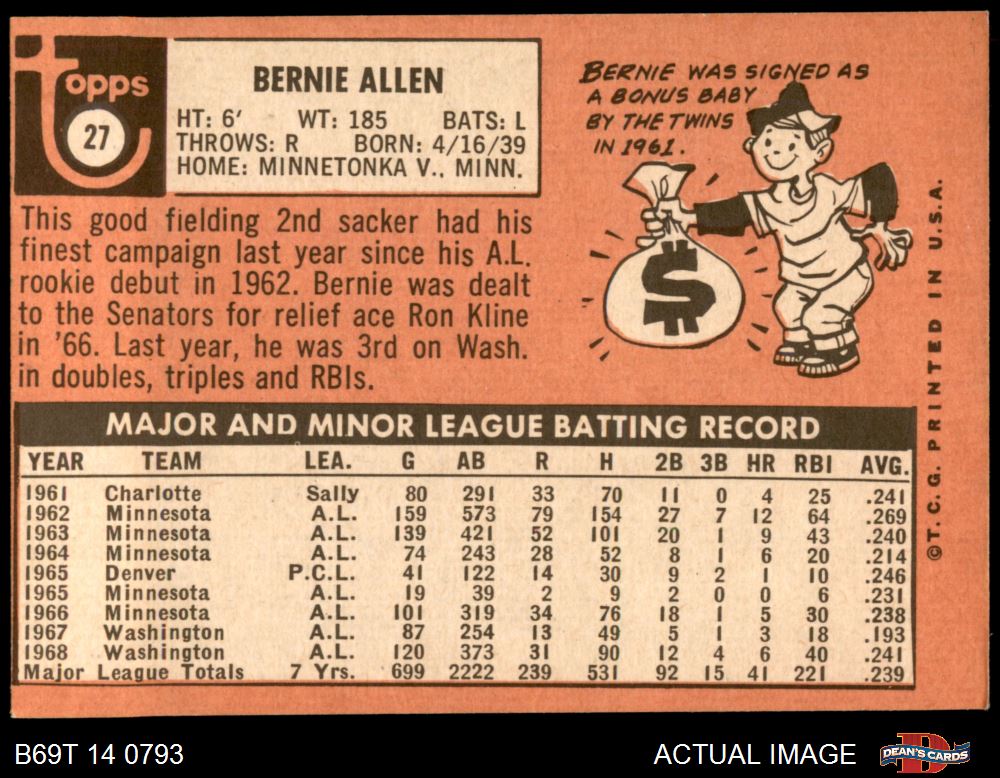 topps
27
BERNIE ALLEN
HT: 6' WT: 185 BATS: L
THROWS: R BORN: 4/16/39
HOME: MINNETONKA V., MINN.
BERNIE WAS SIGNED AS
A BONUS BABY
BY THE TWINS
IN 1961.
$
This good fielding 2nd sacker had his
finest campaign last year since his A.L.
rookie debut in 1962. Bernie was dealt
to the Senators for relief ace Ron Kline
in '66. Last year, he was 3rd on Wash.
in doubles, triples and RBIs.
MAJOR AND MINOR LEAGUE BATTING RECORD
YEAR TEAM LEA. G AB R H 2B 3B HR RBI AVG.
1961 Charlotte Sally 80 291 33 70 11 0 4 25 .241
1962 Minnesota A.L. 159 573 79 154 27 7 12 64 .269
1963 Minnesota A.L. 139 421 52 101 20 1 9 43 .240
1964 Minnesota A.L. 74 243 28 52 8 1 6 20 .214
1965 Denver P.C.L. 41 122 14 30 9 2 1 10 .246
1965 Minnesota A.L. 19 39 2 9 2 0 0 6 .231
1966 Minnesota A.L. 101 319 34 76 18 1 5 30 .238
1967 Washington A.L. 87 254 13 49 5 1 3 18 .193
1968 Washington A.L. 120 373 31 90 12 4 6 40 .241
Major League Totals 7 Yrs. 699 2222 239 531 92 15 41 221 .239
©T.C.G. PRINTED IN U.S.A.
B69T 14 0793
ACTUAL IMAGE
D
DEAN'S CARDS